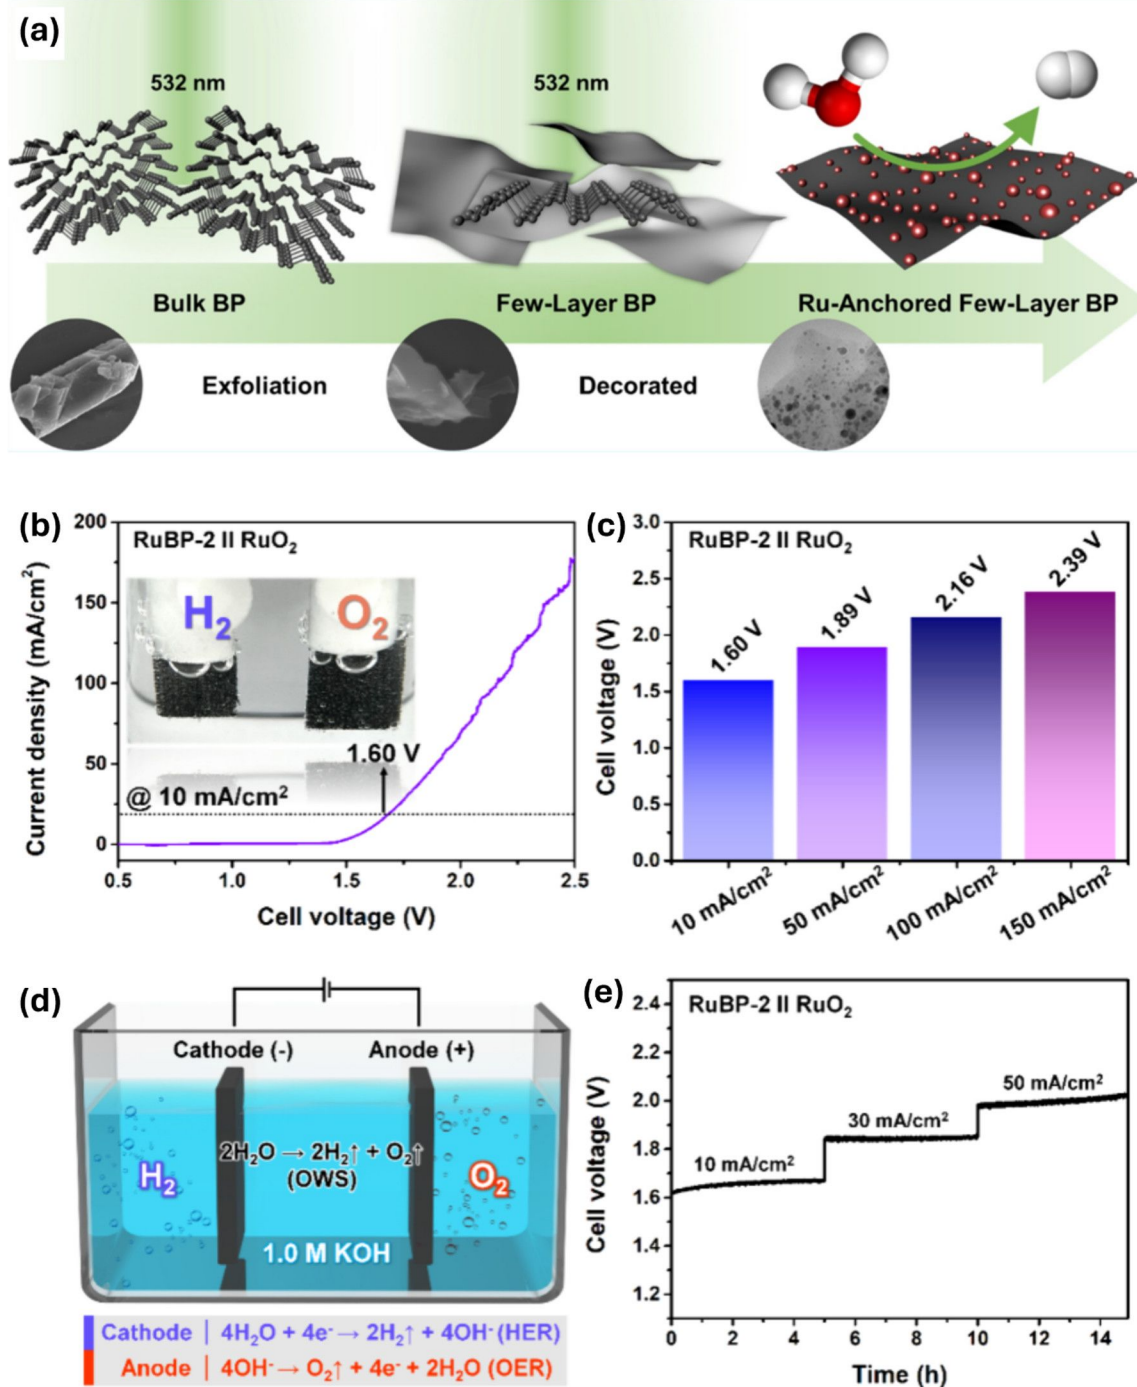 (a)
532 nm
532 nm
Bulk BP
Few-Layer BP
Ru-Anchored Few-Layer BP
Exfoliation
Decorated
(b)
RuBP-2 II RuO₂
H₂
O₂
1.60 V
@ 10 mA/cm²
Current density (mA/cm²)
200
150
100
50
0
0.5
1.0
1.5
2.0
2.5
Cell voltage (V)
(c)
RuBP-2 II RuO₂
1.60 V
1.89 V
2.16 V
2.39 V
Cell voltage (V)
3.0
2.5
2.0
1.5
1.0
0.5
0.0
10 mA/cm²
50 mA/cm²
100 mA/cm²
150 mA/cm²
(d)
Cathode (-)
Anode (+)
2H₂O → 2H₂↑ + O₂↑
(OWS)
H₂
O₂
1.0 M KOH
Cathode | 4H₂O + 4e⁻ → 2H₂↑ + 4OH⁻ (HER)
Anode | 4OH⁻ → O₂↑ + 4e⁻ + 2H₂O (OER)
(e)
RuBP-2 II RuO₂
10 mA/cm²
30 mA/cm²
50 mA/cm²
Cell voltage (V)
2.4
2.2
2.0
1.8
1.6
1.4
1.2
0
2
4
6
8
10
12
14
Time (h)